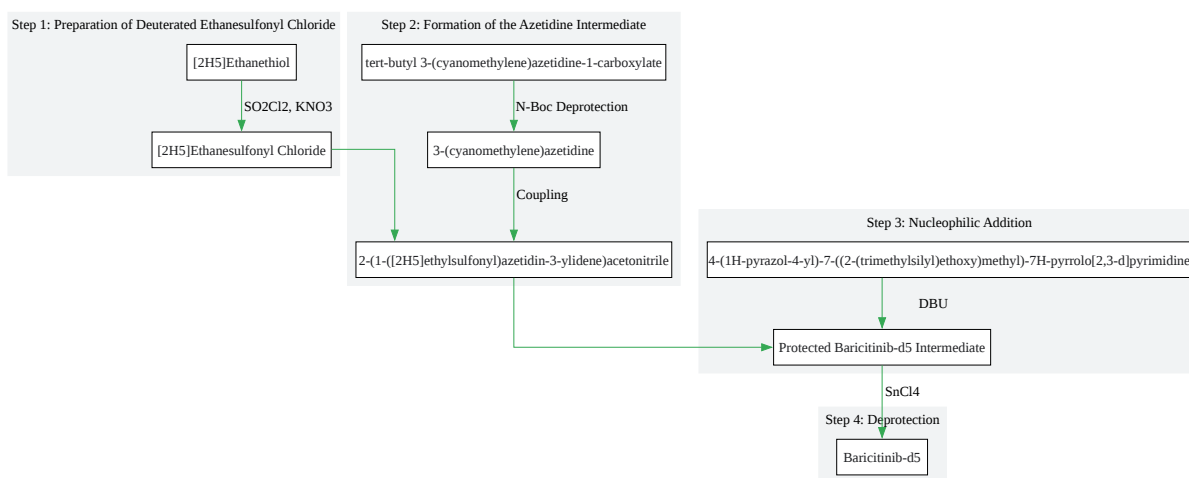 Step 1: Preparation of Deuterated Ethanesulfonyl Chloride
[2H5]Ethanethiol
SO2Cl2, KNO3
[2H5]Ethanesulfonyl Chloride
Step 2: Formation of the Azetidine Intermediate
tert-butyl 3-(cyanomethylene)azetidine-1-carboxylate
N-Boc Deprotection
3-(cyanomethylene)azetidine
Coupling
2-(1-([2H5]ethylsulfonyl)azetidin-3-ylidene)acetonitrile
Step 3: Nucleophilic Addition
4-(1H-pyrazol-4-yl)-7-((2-(trimethylsilyl)ethoxy)methyl)-7H-pyrrolo[2,3-d]pyrimidine
DBU
Protected Baricitinib-d5 Intermediate
SnCl4
Step 4: Deprotection
Baricitinib-d5